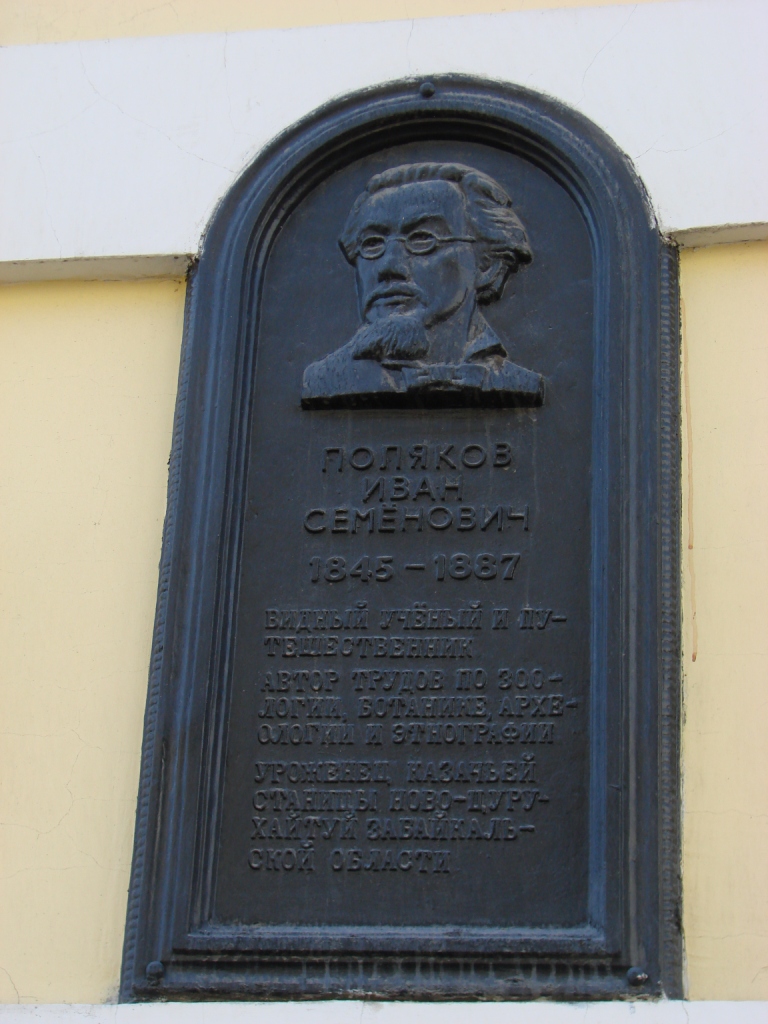 ПОЛЯКОВ
ИВАН
СЕМЁНОВИЧ
1845-1887
ВИДНЫЙ УЧЁНЫЙ И ПУ-
ТЕШЕСТВЕННИК
АВТОР ТРУДОВ ПО ЗОО-
ЛОГИИ, БОТАНИКЕ, АРХЕ-
ОЛОГИИ И ЭТНОГРАФИИ
УРОЖЕНЕЦ КАЗАЧЬЕЙ
СТАНИЦЫ НОВО-ЦУРУ-
ХАЙТУЙ ЗАБАЙКАЛЬ-
СКОЙ ОБЛАСТИ